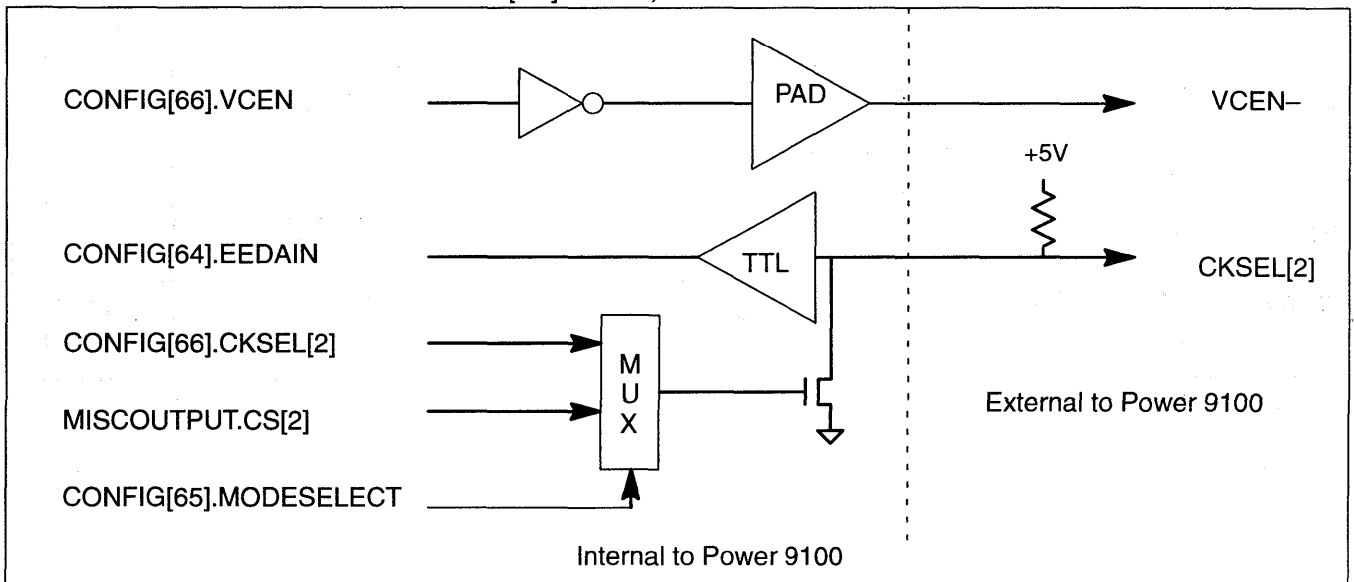 CONFIG[66].VCEN
PAD
VCEN–
+5V
CONFIG[64].EEDAIN
TTL
CKSEL[2]
CONFIG[66].CKSEL[2]
MUX
MISCOUTPUT.CS[2]
External to Power 9100
CONFIG[65].MODESELECT
Internal to Power 9100